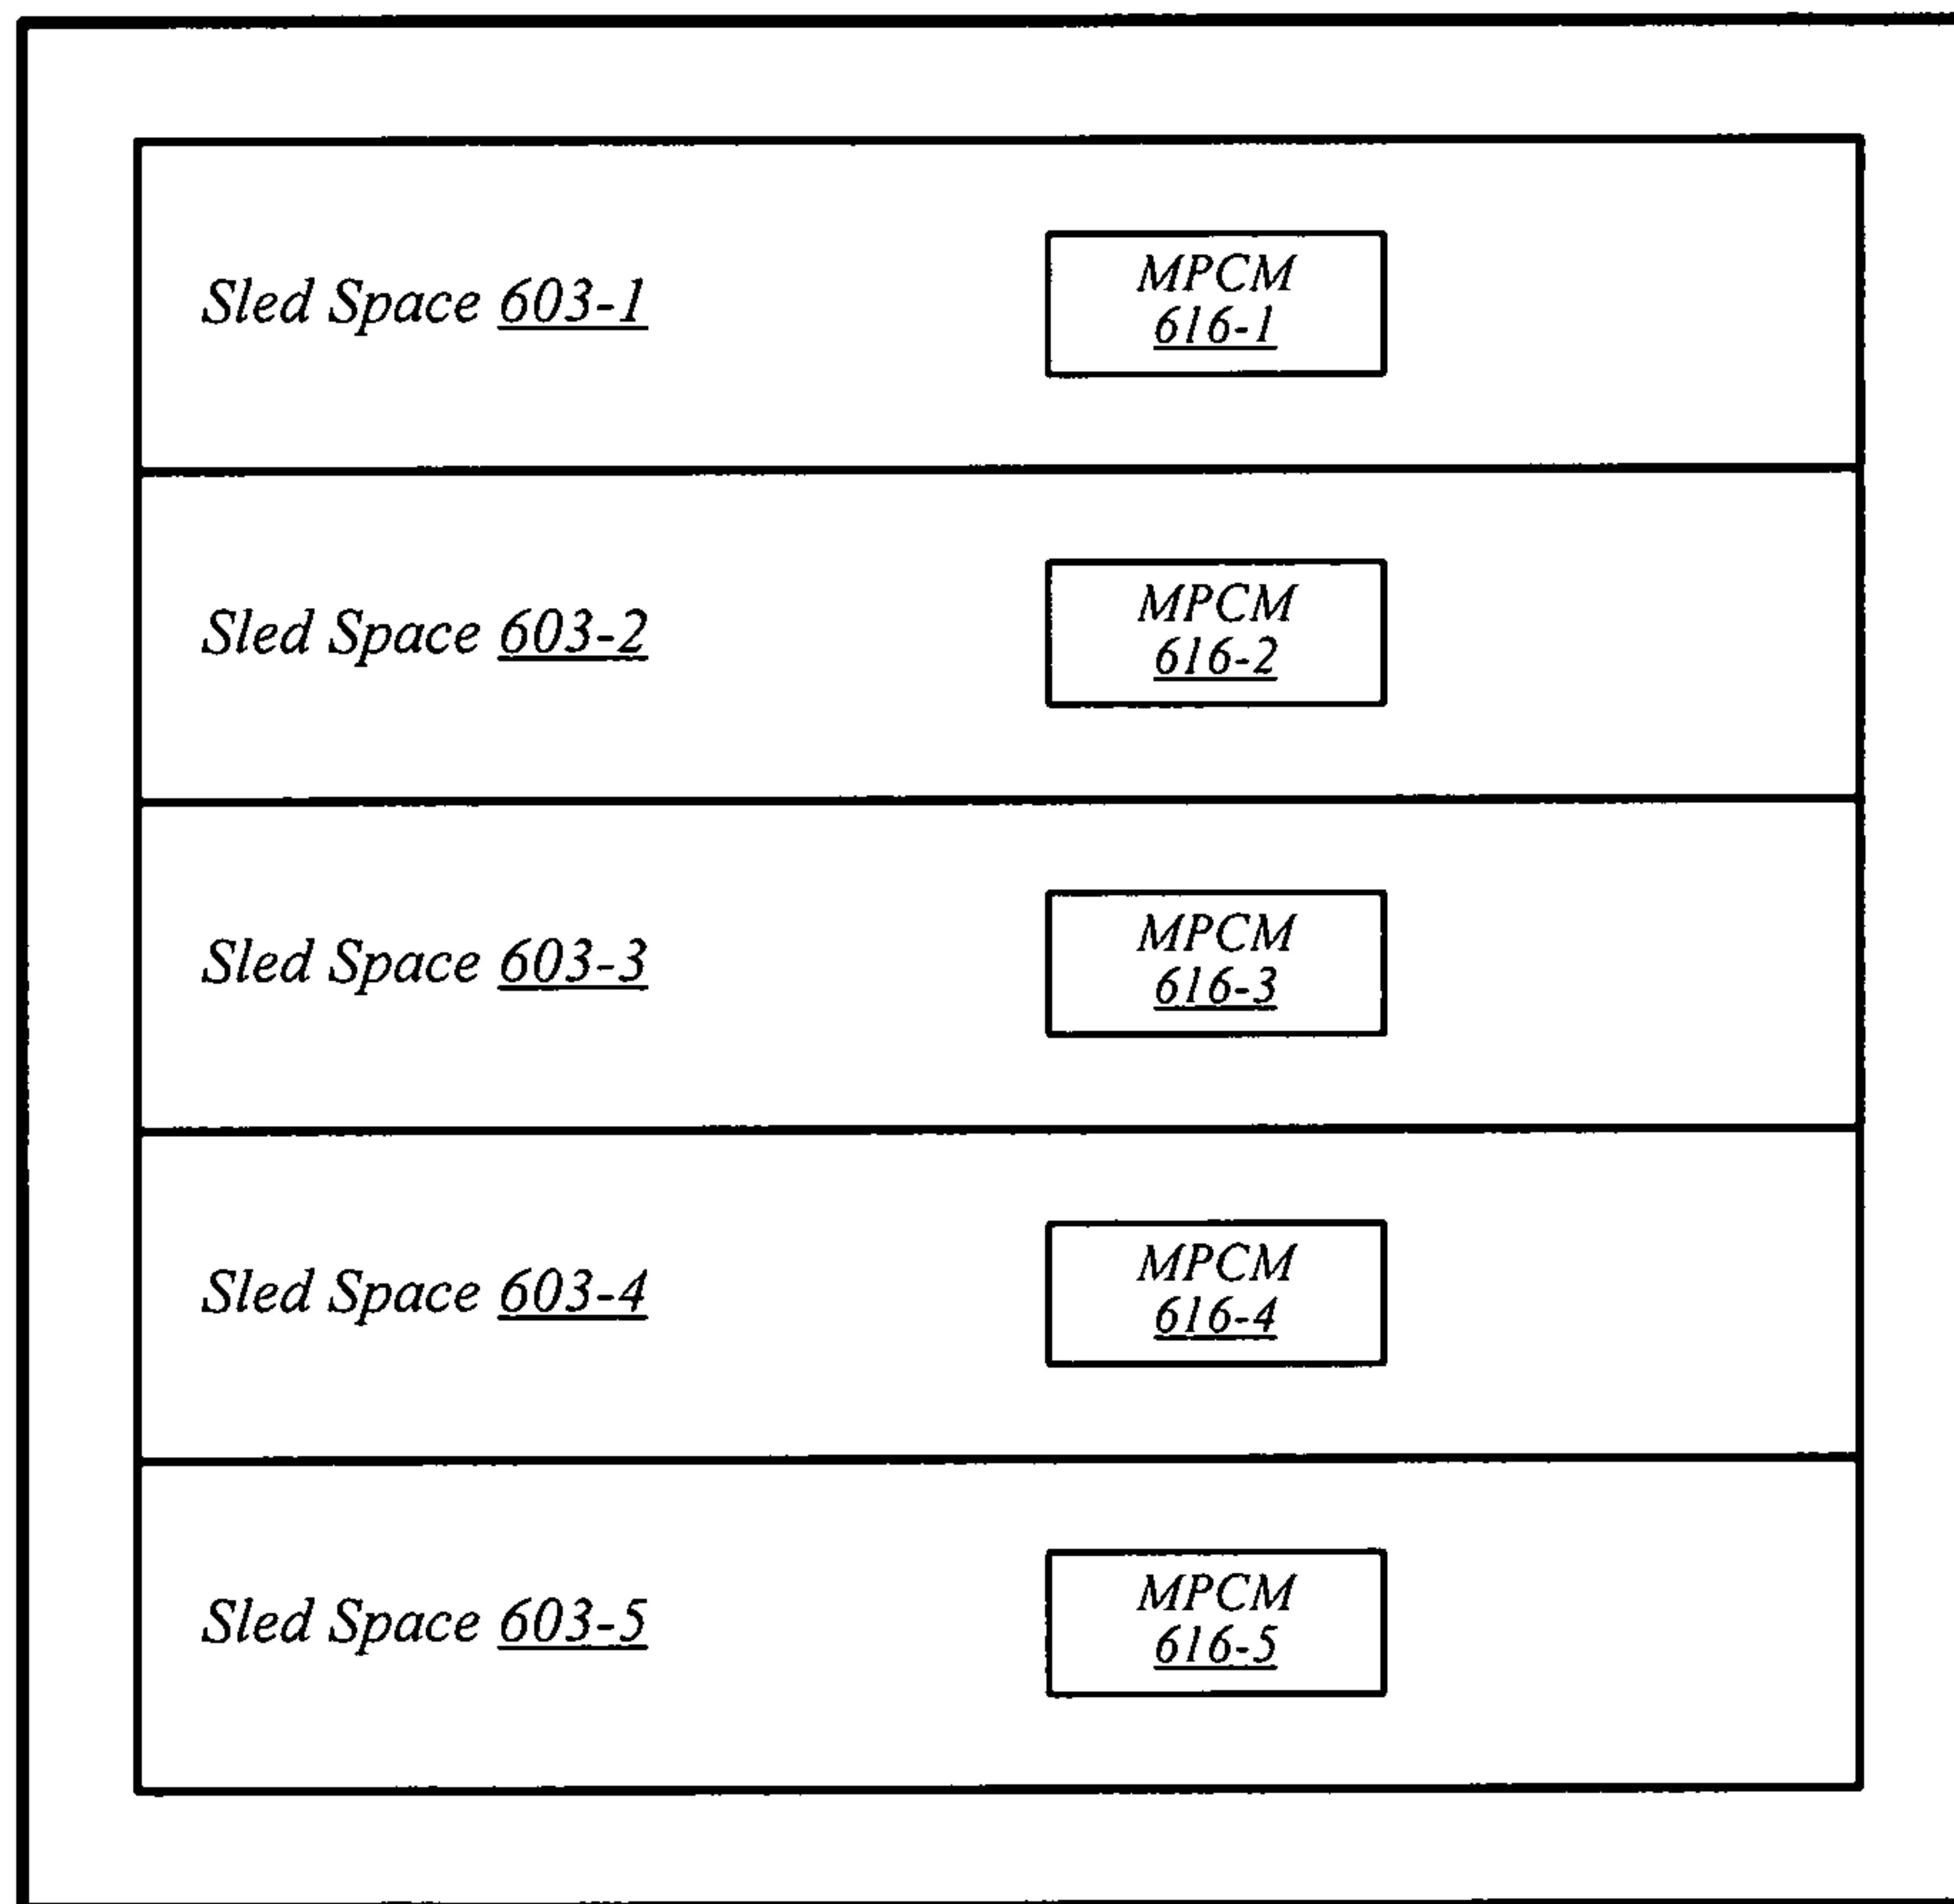 Sled Space 603-1
MPCM
616-1
Sled Space 603-2
MPCM
616-2
Sled Space 603-3
MPCM
616-3
Sled Space 603-4
MPCM
616-4
Sled Space 603-5
MPCM
616-5